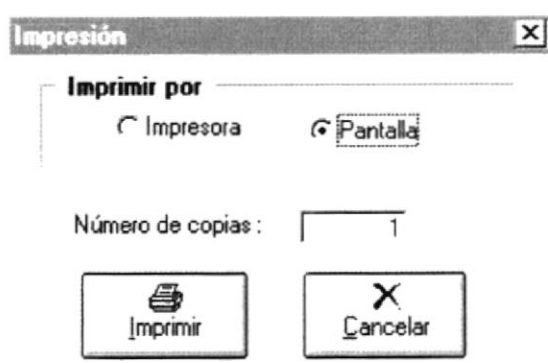 Impresión
Imprimir por
Impresora Pantalla
Número de copias : 1
Imprimir Cancelar